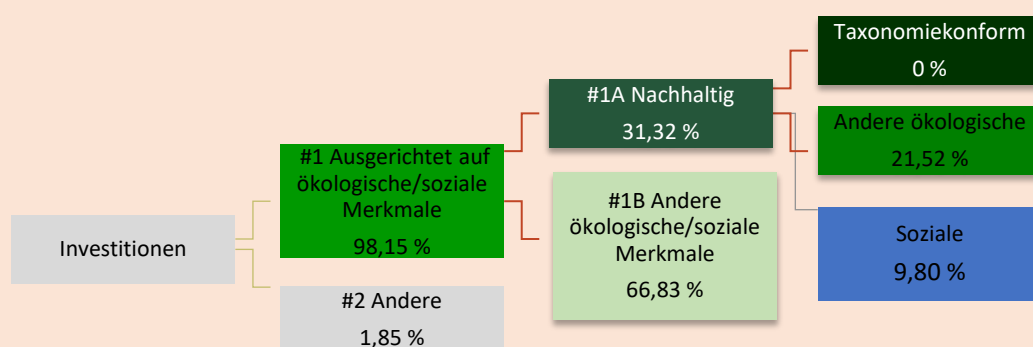 Investitionen
#1 Ausgerichtet auf
ökologische/soziale
Merkmale
98,15 %
#2 Andere
1,85 %
#1A Nachhaltig
31,32 %
#1B Andere
ökologische/soziale
Merkmale
66,83 %
Taxonomiekonform
0 %
Andere ökologische
21,52 %
Soziale
9,80 %